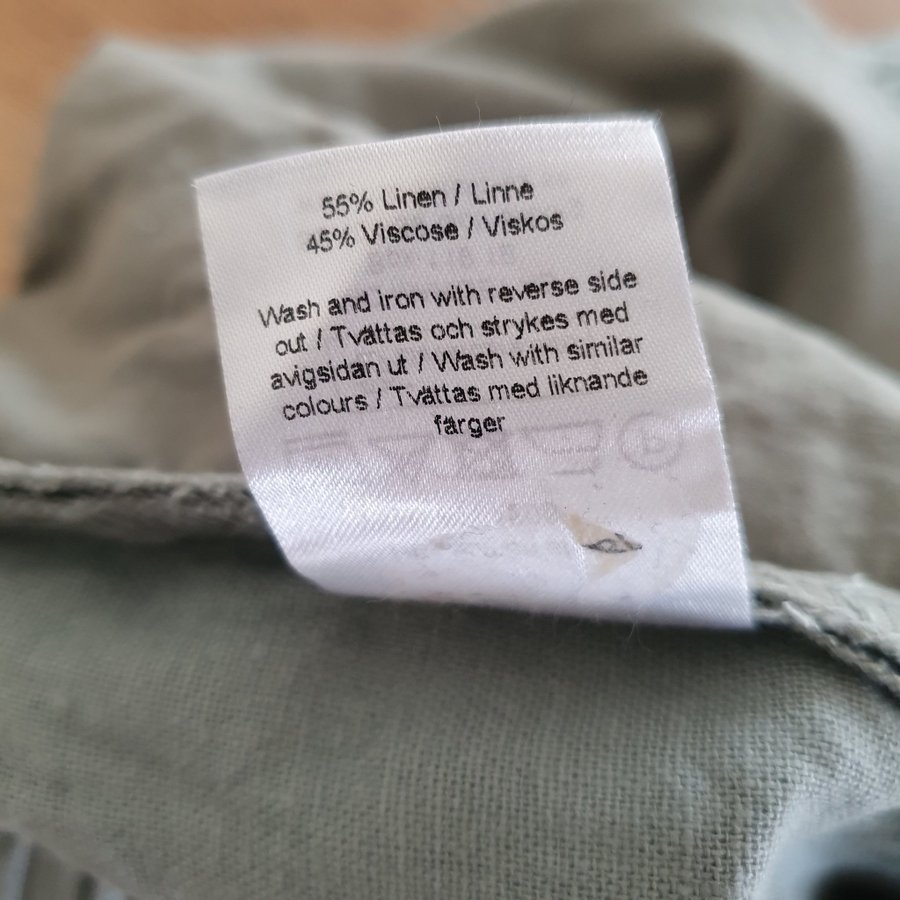 55% Linen / Linne
45% Viscose / Viskos
Wash and iron with reverse side
out / Tvättas och strykes med
avigsidan ut / Wash with similar
colours / Tvättas med liknande
färger